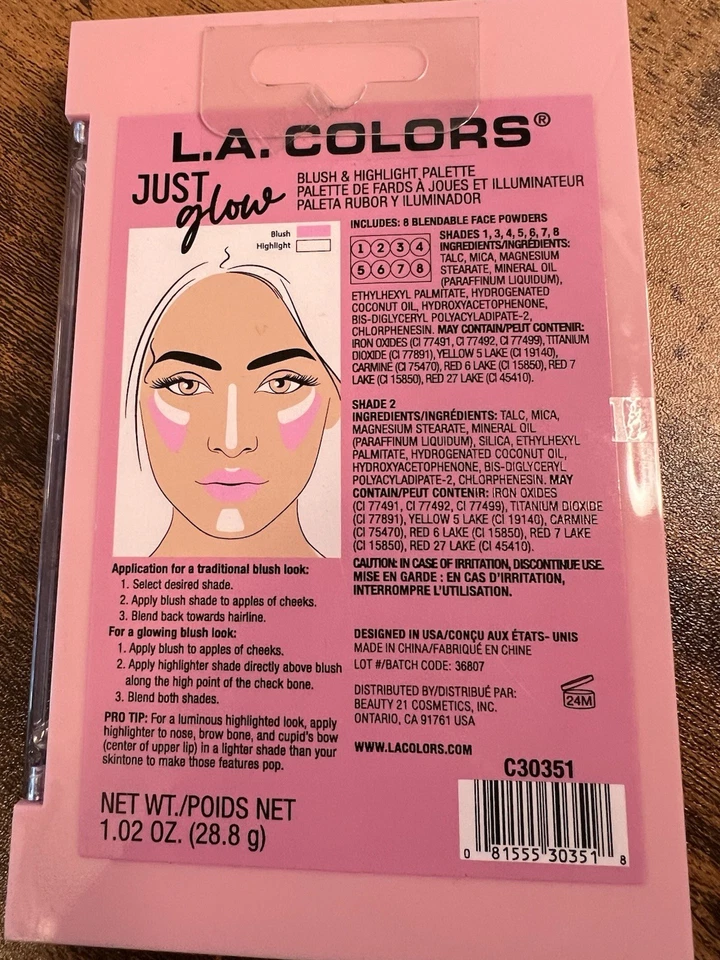 L.A. COLORS®
JUST
glow
BLUSH & HIGHLIGHT PALETTE
PALETTE DE FARDS À JOUES ET ILLUMINATEUR
PALETA RUBOR Y ILUMINADOR
Blush
Highlight
INCLUDES: 8 BLENDABLE FACE POWDERS
1 2 3 4
5 6 7 8
SHADES 1, 3, 4, 5, 6, 7, 8
INGREDIENTS/INGRÉDIENTS:
TALC, MICA, MAGNESIUM
STEARATE, MINERAL OIL
(PARAFFINUM LIQUIDUM),
ETHYLHEXYL PALMITATE, HYDROGENATED
COCONUT OIL, HYDROXYACETOPHENONE,
BIS-DIGLYCERYL POLYACYLADIPATE-2,
CHLORPHENESIN. MAY CONTAIN/PEUT CONTENIR:
IRON OXIDES (CI 77491, CI 77492, CI 77499), TITANIUM
DIOXIDE (CI 77891), YELLOW 5 LAKE (CI 19140),
CARMINE (CI 75470), RED 6 LAKE (CI 15850), RED 7
LAKE (CI 15850), RED 27 LAKE (CI 45410).
SHADE 2
INGREDIENTS/INGRÉDIENTS: TALC, MICA,
MAGNESIUM STEARATE, MINERAL OIL
(PARAFFINUM LIQUIDUM), SILICA, ETHYLHEXYL
PALMITATE, HYDROGENATED COCONUT OIL,
HYDROXYACETOPHENONE, BIS-DIGLYCERYL
POLYACYLADIPATE-2, CHLORPHENESIN. MAY
CONTAIN/PEUT CONTENIR: IRON OXIDES
(CI 77491, CI 77492, CI 77499), TITANIUM DIOXIDE
(CI 77891), YELLOW 5 LAKE (CI 19140), CARMINE
(CI 75470), RED 6 LAKE (CI 15850), RED 7 LAKE
(CI 15850), RED 27 LAKE (CI 45410).
CAUTION: IN CASE OF IRRITATION, DISCONTINUE USE.
MISE EN GARDE : EN CAS D'IRRITATION,
INTERROMPRE L'UTILISATION.
Application for a traditional blush look:
1. Select desired shade.
2. Apply blush shade to apples of cheeks.
3. Blend back towards hairline.
For a glowing blush look:
1. Apply blush to apples of cheeks.
2. Apply highlighter shade directly above blush
along the high point of the check bone.
3. Blend both shades.
PRO TIP: For a luminous highlighted look, apply
highlighter to nose, brow bone, and cupid's bow
(center of upper lip) in a lighter shade than your
skintone to make those features pop.
DESIGNED IN USA/CONÇU AUX ÉTATS- UNIS
MADE IN CHINA/FABRIQUÉ EN CHINE
LOT #/BATCH CODE: 36807
DISTRIBUTED BY/DISTRIBUÉ PAR:
BEAUTY 21 COSMETICS, INC.
ONTARIO, CA 91761 USA
24M
WWW.LACOLORS.COM
C30351
0 81555 30351 8
NET WT./POIDS NET
1.02 OZ. (28.8 g)